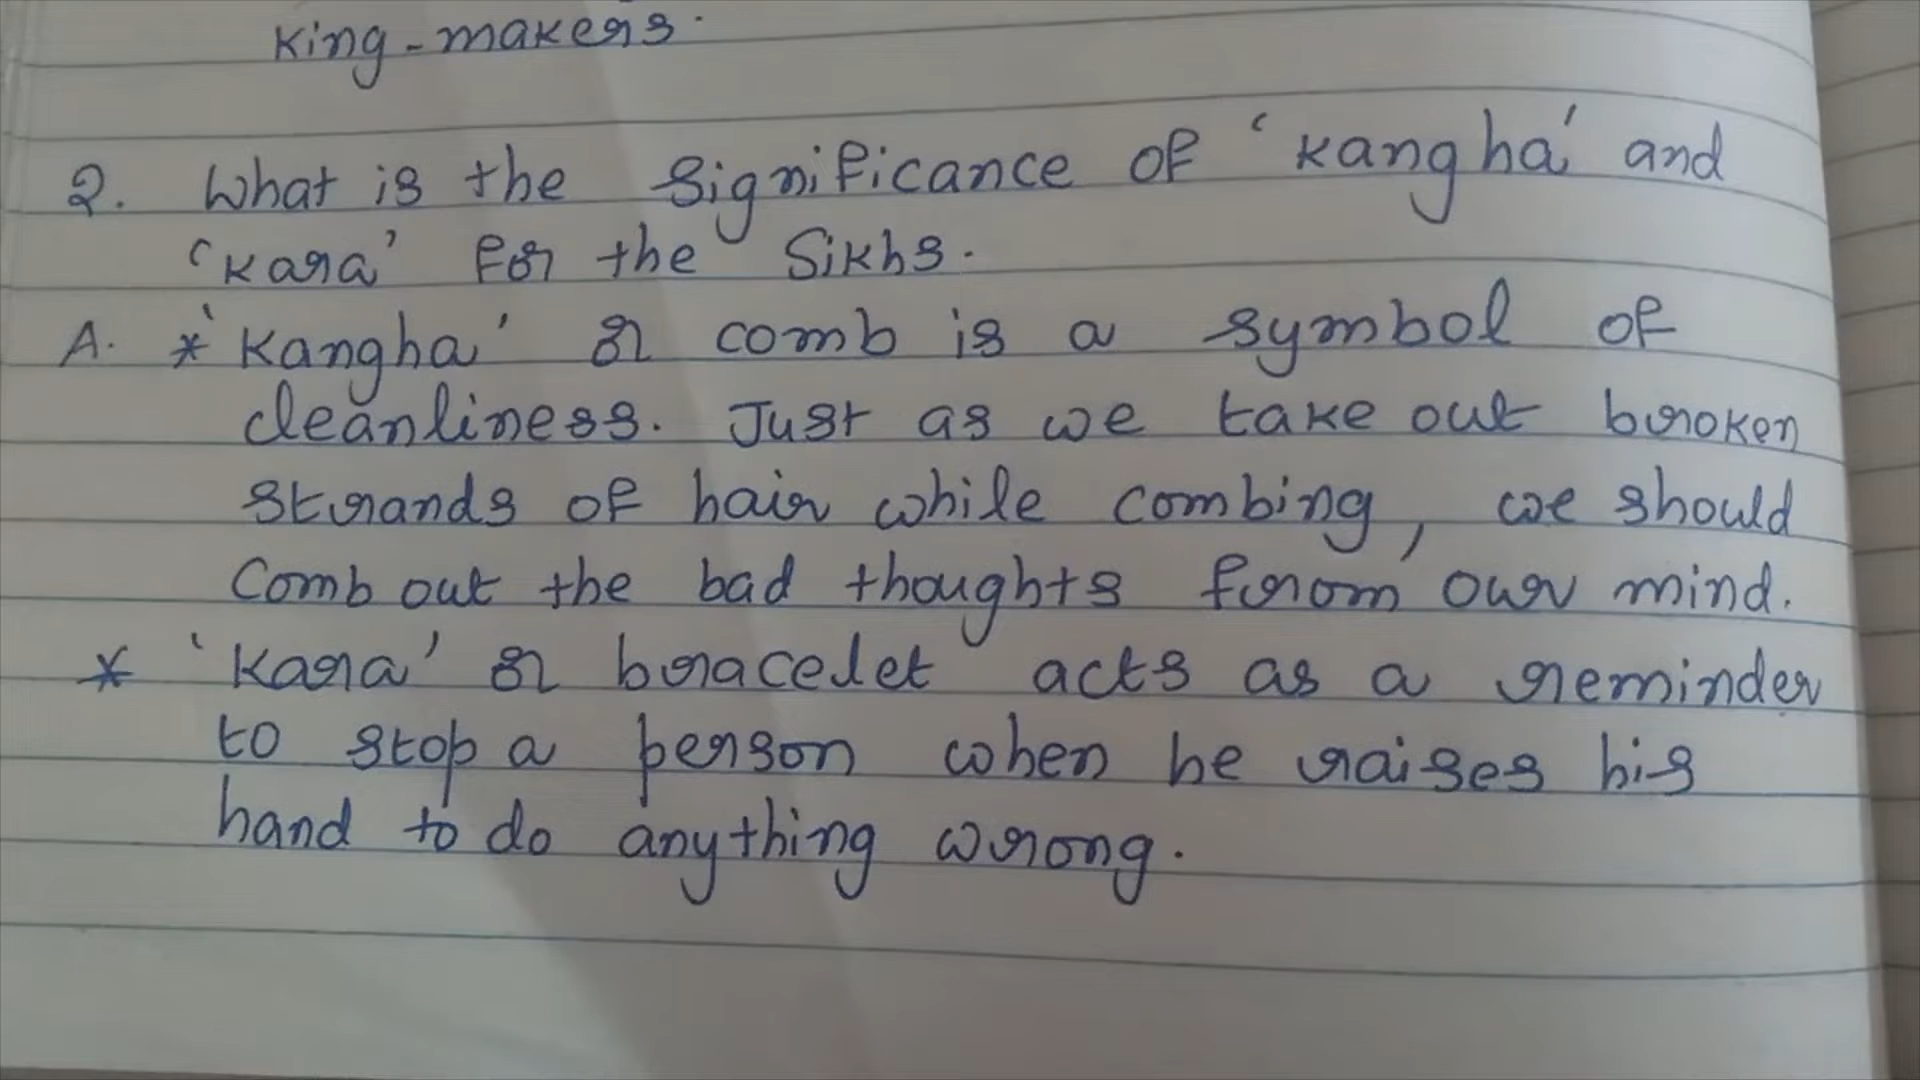 King-makers.
2. What is the significance of 'kangha' and
'kara' for the Sikhs.
A. * 'Kangha' or comb is a symbol of
cleanliness. Just as we take out broken
strands of hair while combing, we should
Comb out the bad thoughts from our mind.
* 'Kara' or bracelet acts as a reminder
to stop a person when he raises his
hand to do anything wrong.